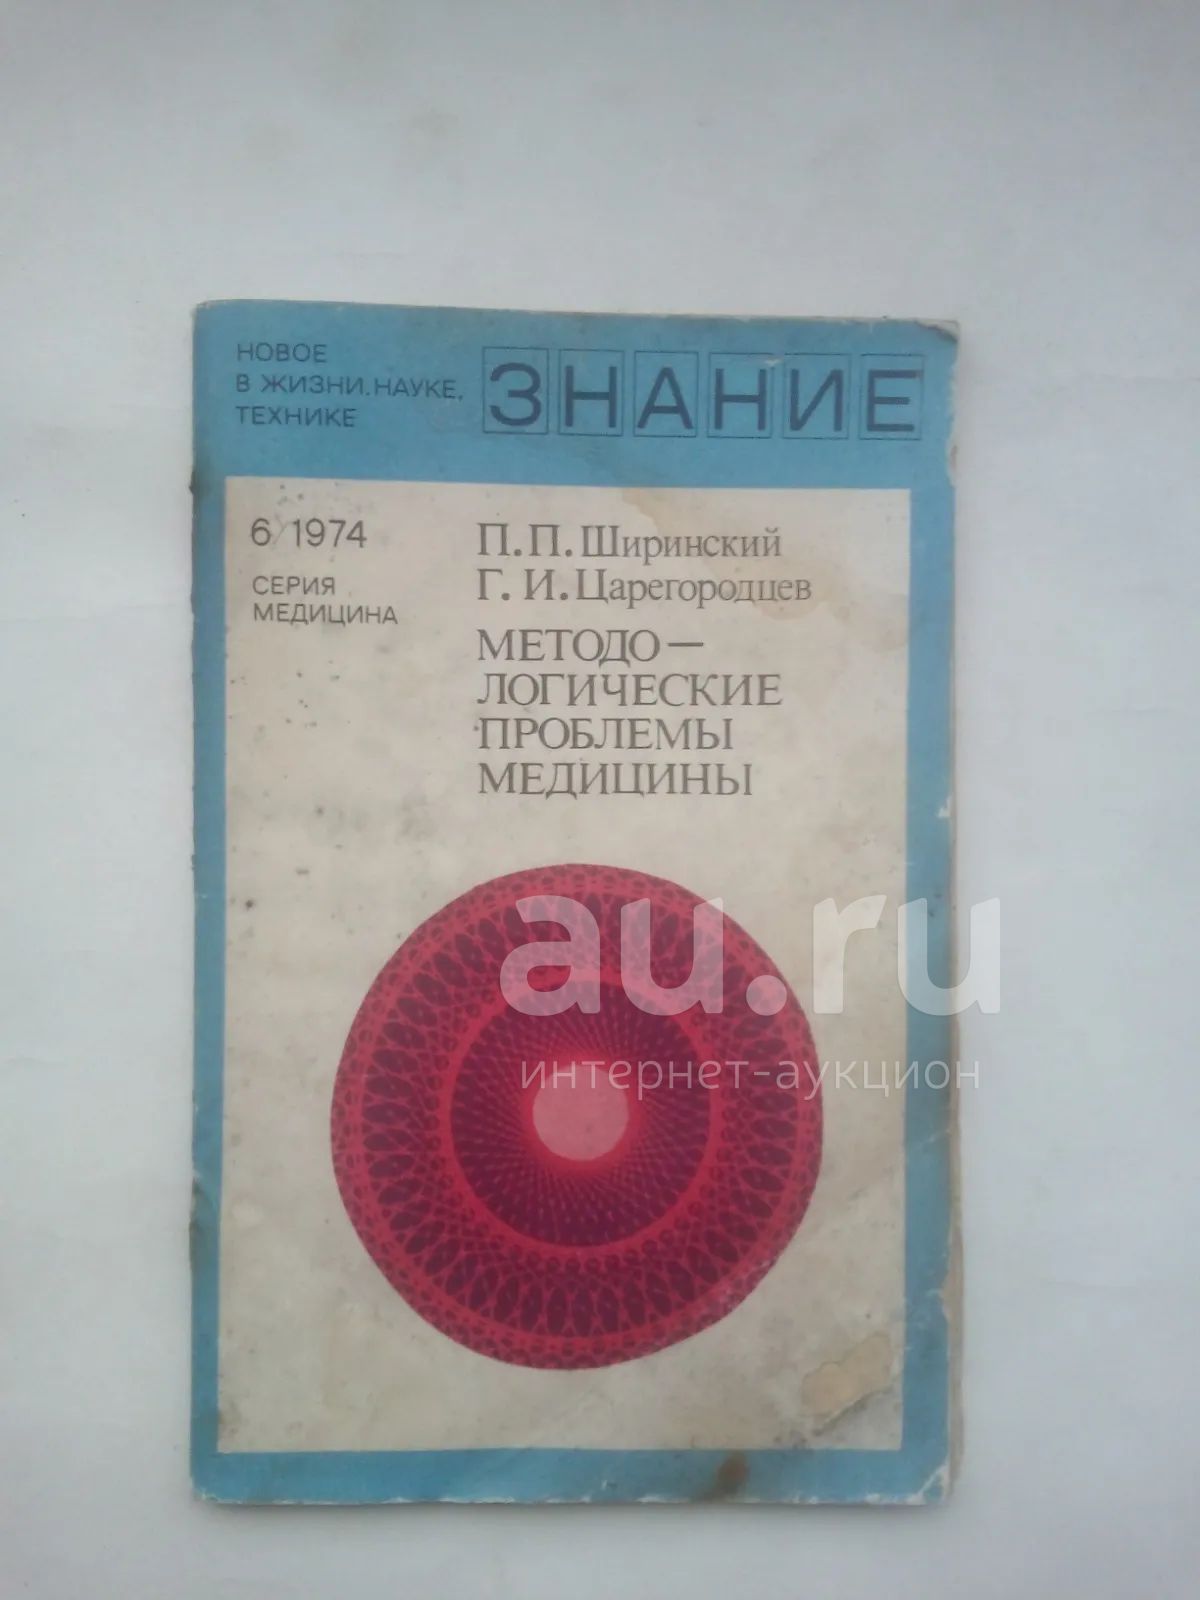 НОВОЕ
В ЖИЗНИ, НАУКЕ,
ТЕХНИКЕ
ЗНАНИЕ
6/1974
СЕРИЯ
МЕДИЦИНА
П.П.Ширинский
Г.И.Царегородцев
МЕТОДО—
ЛОГИЧЕСКИЕ
ПРОБЛЕМЫ
МЕДИЦИНЫ
au.ru
интернет-аукцион